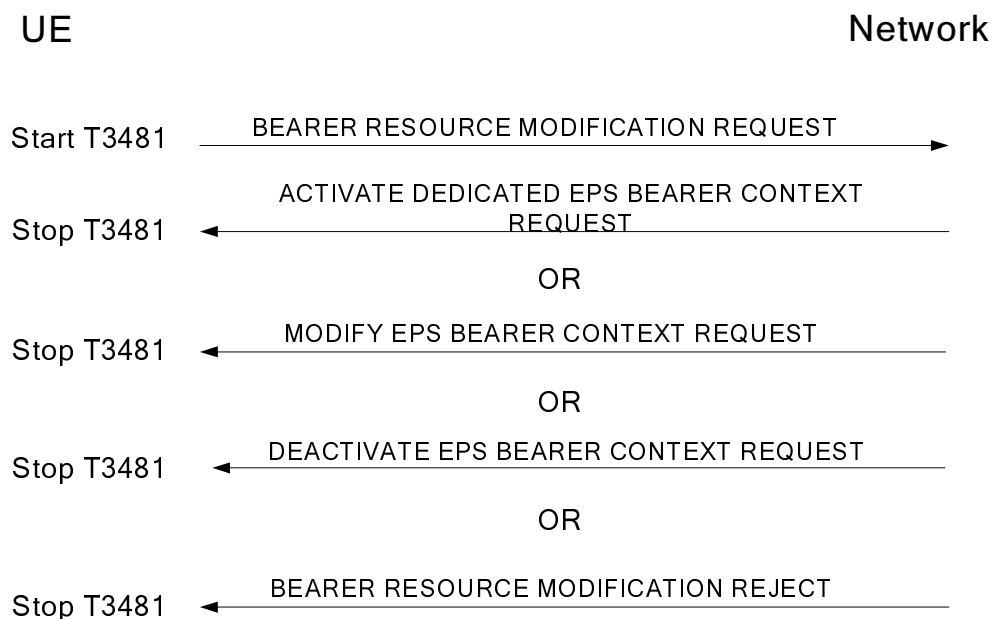 UE
Network
Start T3481
BEARER RESOURCE MODIFICATION REQUEST
ACTIVATE DEDICATED EPS BEARER CONTEXT
REQUEST
Stop T3481
OR
MODIFY EPS BEARER CONTEXT REQUEST
Stop T3481
OR
DEACTIVATE EPS BEARER CONTEXT REQUEST
Stop T3481
OR
BEARER RESOURCE MODIFICATION REJECT
Stop T3481